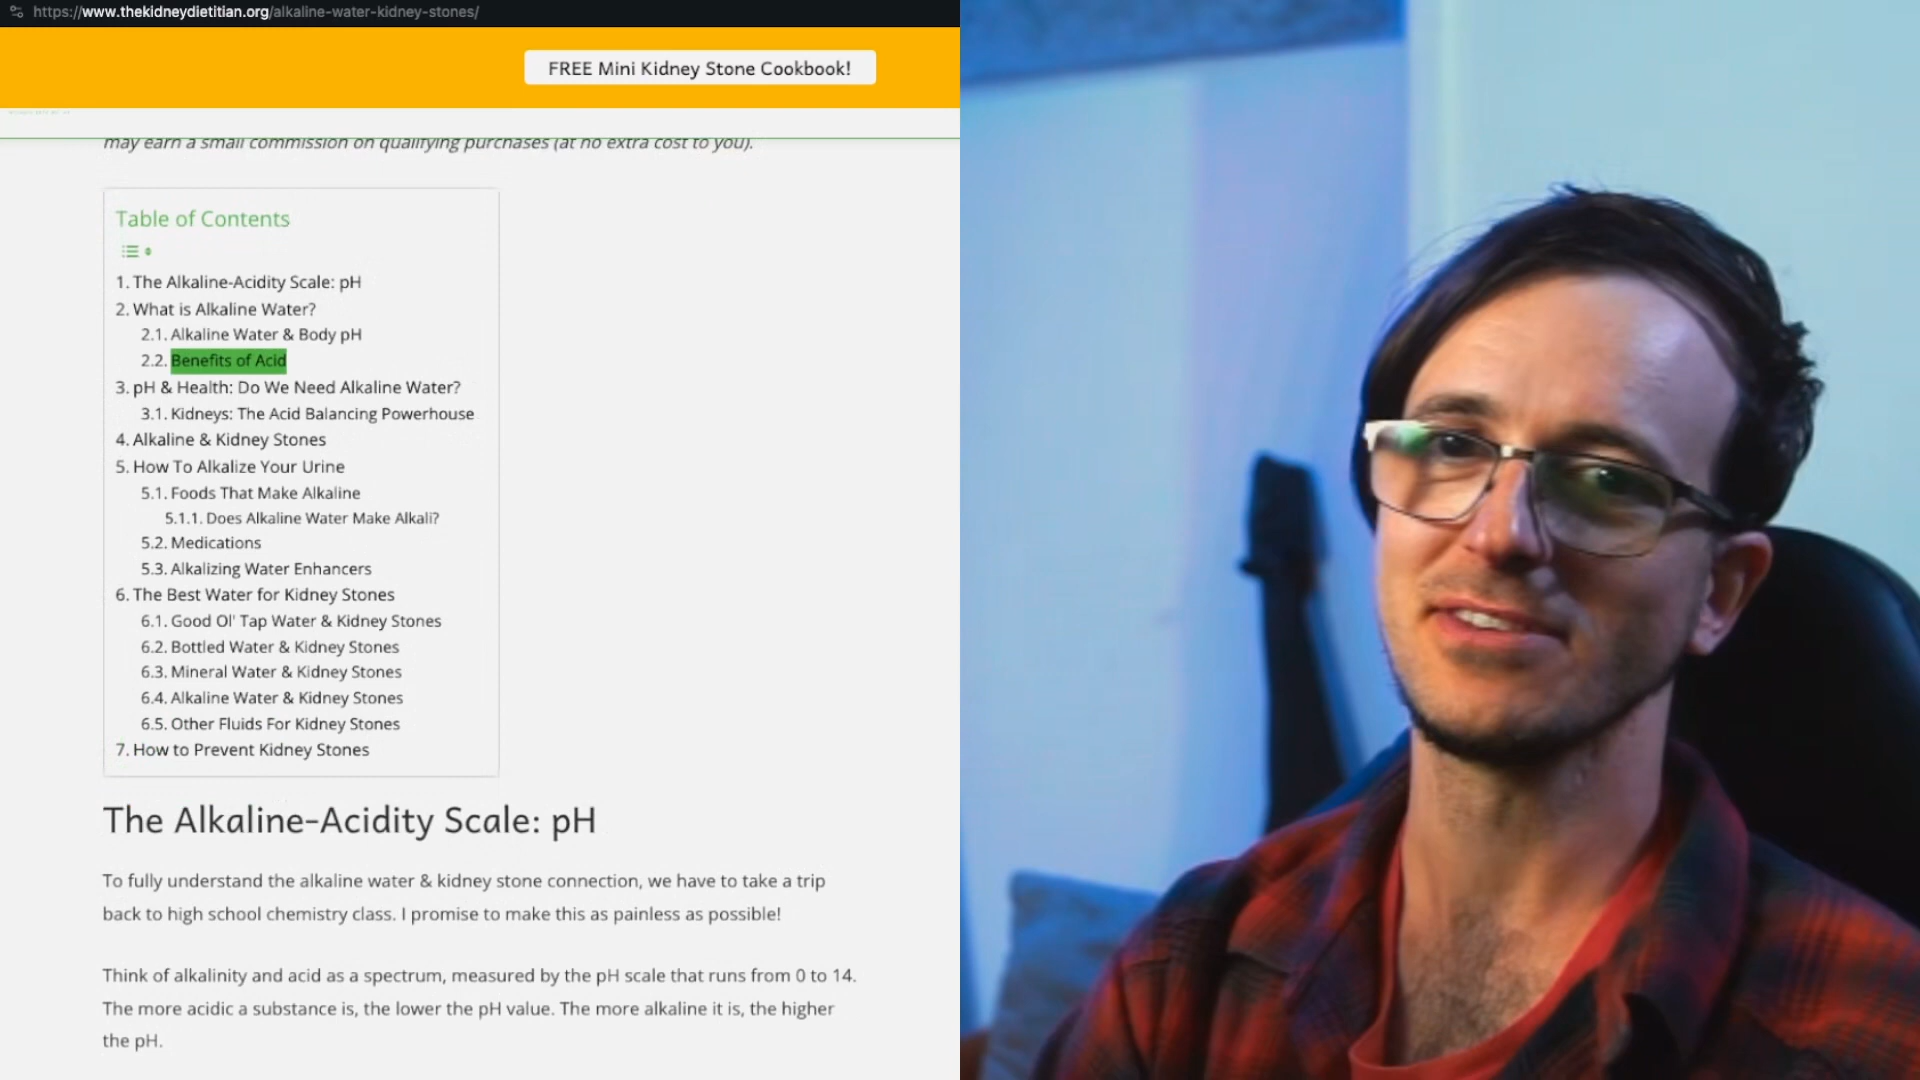 https://www.thekidneydietitian.org/alkaline-water-kidney-stones/
FREE Mini Kidney Stone Cookbook!
may earn a small commission on qualifying purchases (at no extra cost to you).
Table of Contents
1. The Alkaline-Acidity Scale: pH
2. What is Alkaline Water?
2.1. Alkaline Water & Body pH
2.2. Benefits of Acid
3. pH & Health: Do We Need Alkaline Water?
3.1. Kidneys: The Acid Balancing Powerhouse
4. Alkaline & Kidney Stones
5. How To Alkalize Your Urine
5.1. Foods That Make Alkaline
5.1.1. Does Alkaline Water Make Alkali?
5.2. Medications
5.3. Alkalizing Water Enhancers
6. The Best Water for Kidney Stones
6.1. Good Ol' Tap Water & Kidney Stones
6.2. Bottled Water & Kidney Stones
6.3. Mineral Water & Kidney Stones
6.4. Alkaline Water & Kidney Stones
6.5. Other Fluids For Kidney Stones
7. How to Prevent Kidney Stones
The Alkaline-Acidity Scale: pH
To fully understand the alkaline water & kidney stone connection, we have to take a trip
back to high school chemistry class. I promise to make this as painless as possible!
Think of alkalinity and acid as a spectrum, measured by the pH scale that runs from 0 to 14.
The more acidic a substance is, the lower the pH value. The more alkaline it is, the higher
the pH.